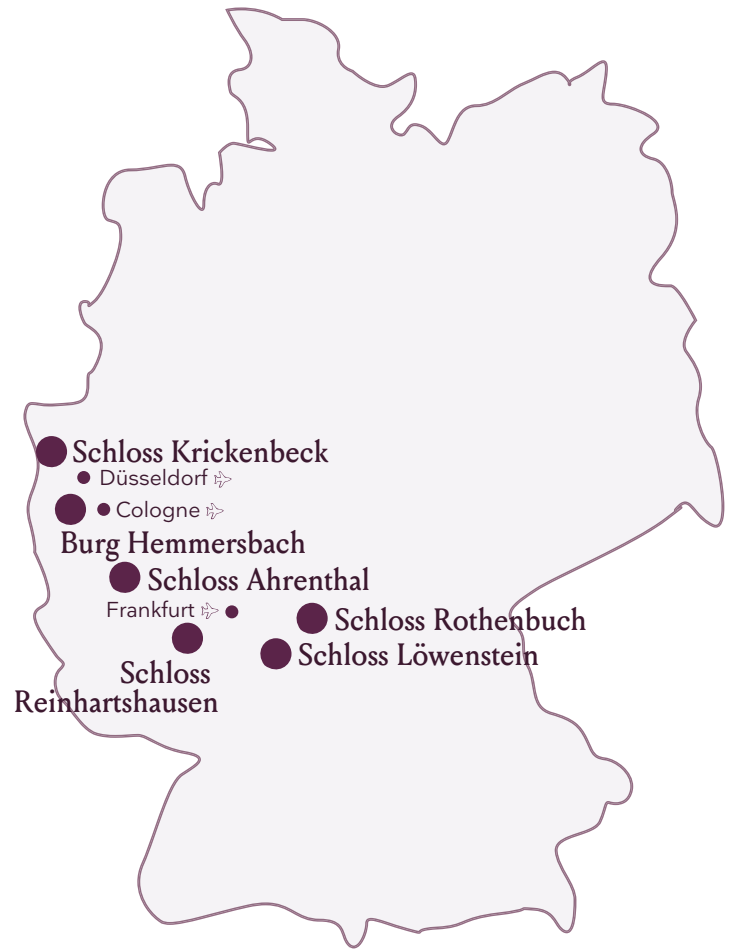 Schloss Krickenbeck
Düsseldorf
Cologne
Burg Hemmersbach
Schloss Ahrenthal
Frankfurt
Schloss Rothenbuch
Schloss Löwenstein
Schloss
Reinhartshausen